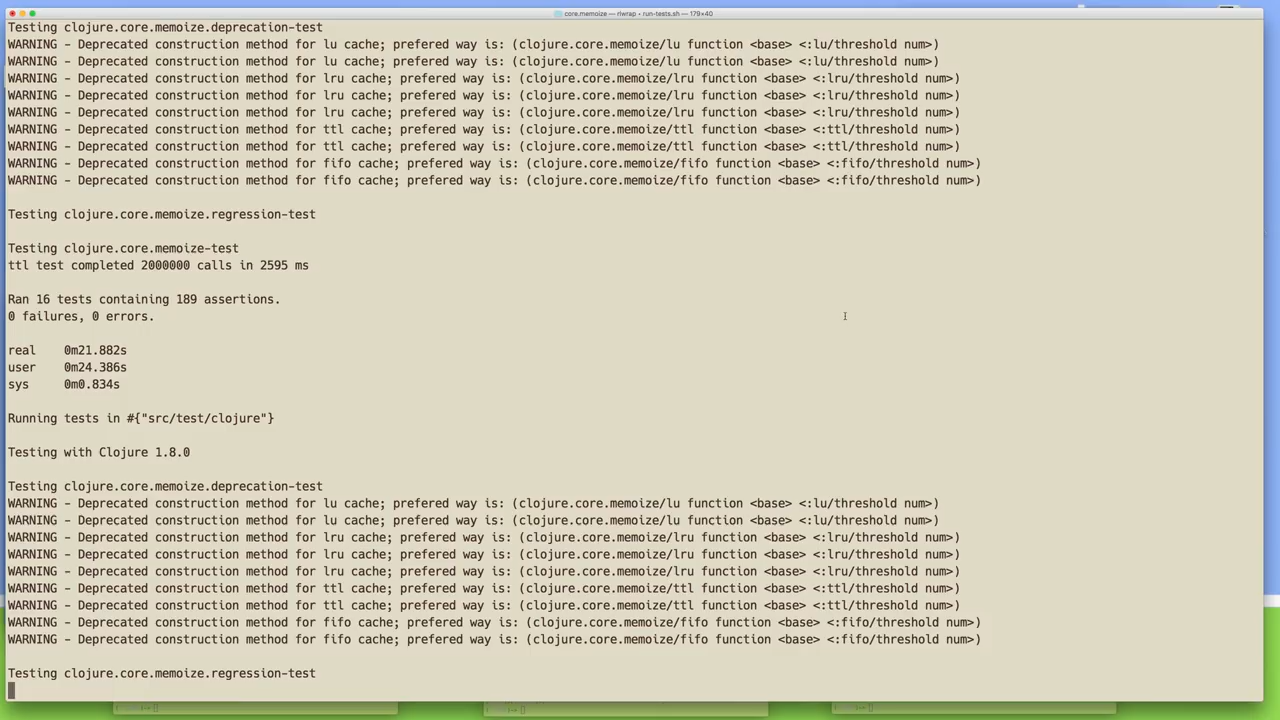 core.memoize — rlwrap ‹ run-tests.sh — 179×40
Testing clojure.core.memoize.deprecation-test
WARNING - Deprecated construction method for lu cache; prefered way is: (clojure.core.memoize/lu function <base> <:lu/threshold num>)
WARNING - Deprecated construction method for lu cache; prefered way is: (clojure.core.memoize/lu function <base> <:lu/threshold num>)
WARNING - Deprecated construction method for lru cache; prefered way is: (clojure.core.memoize/lru function <base> <:lru/threshold num>)
WARNING - Deprecated construction method for lru cache; prefered way is: (clojure.core.memoize/lru function <base> <:lru/threshold num>)
WARNING - Deprecated construction method for lru cache; prefered way is: (clojure.core.memoize/lru function <base> <:lru/threshold num>)
WARNING - Deprecated construction method for ttl cache; prefered way is: (clojure.core.memoize/ttl function <base> <:ttl/threshold num>)
WARNING - Deprecated construction method for ttl cache; prefered way is: (clojure.core.memoize/ttl function <base> <:ttl/threshold num>)
WARNING - Deprecated construction method for fifo cache; prefered way is: (clojure.core.memoize/fifo function <base> <:fifo/threshold num>)
WARNING - Deprecated construction method for fifo cache; prefered way is: (clojure.core.memoize/fifo function <base> <:fifo/threshold num>)
Testing clojure.core.memoize.regression-test
Testing clojure.core.memoize-test
ttl test completed 2000000 calls in 2595 ms
Ran 16 tests containing 189 assertions.
0 failures, 0 errors.
real 0m21.882s
user 0m24.386s
sys 0m0.834s
Running tests in #{"src/test/clojure"}
Testing with Clojure 1.8.0
Testing clojure.core.memoize.deprecation-test
WARNING - Deprecated construction method for lu cache; prefered way is: (clojure.core.memoize/lu function <base> <:lu/threshold num>)
WARNING - Deprecated construction method for lu cache; prefered way is: (clojure.core.memoize/lu function <base> <:lu/threshold num>)
WARNING - Deprecated construction method for lru cache; prefered way is: (clojure.core.memoize/lru function <base> <:lru/threshold num>)
WARNING - Deprecated construction method for lru cache; prefered way is: (clojure.core.memoize/lru function <base> <:lru/threshold num>)
WARNING - Deprecated construction method for lru cache; prefered way is: (clojure.core.memoize/lru function <base> <:lru/threshold num>)
WARNING - Deprecated construction method for ttl cache; prefered way is: (clojure.core.memoize/ttl function <base> <:ttl/threshold num>)
WARNING - Deprecated construction method for ttl cache; prefered way is: (clojure.core.memoize/ttl function <base> <:ttl/threshold num>)
WARNING - Deprecated construction method for fifo cache; prefered way is: (clojure.core.memoize/fifo function <base> <:fifo/threshold num>)
WARNING - Deprecated construction method for fifo cache; prefered way is: (clojure.core.memoize/fifo function <base> <:fifo/threshold num>)
Testing clojure.core.memoize.regression-test